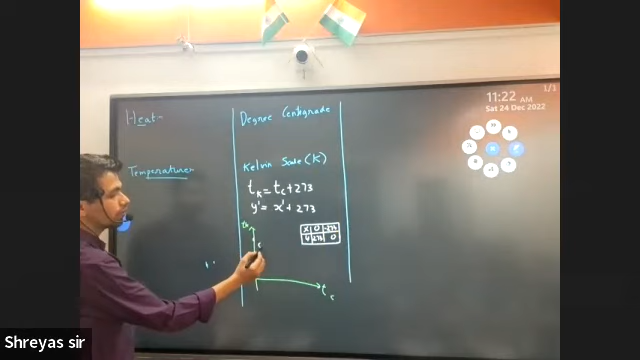 11:22 AM
Sat 24 Dec 2022
1/1
Heat-
Temperature
Degree Centigrade
Kelvin Scale (K)
tK = tc + 273
y' = x' + 273
x 0 -273
y 273 0
tk
tc
Shreyas sir